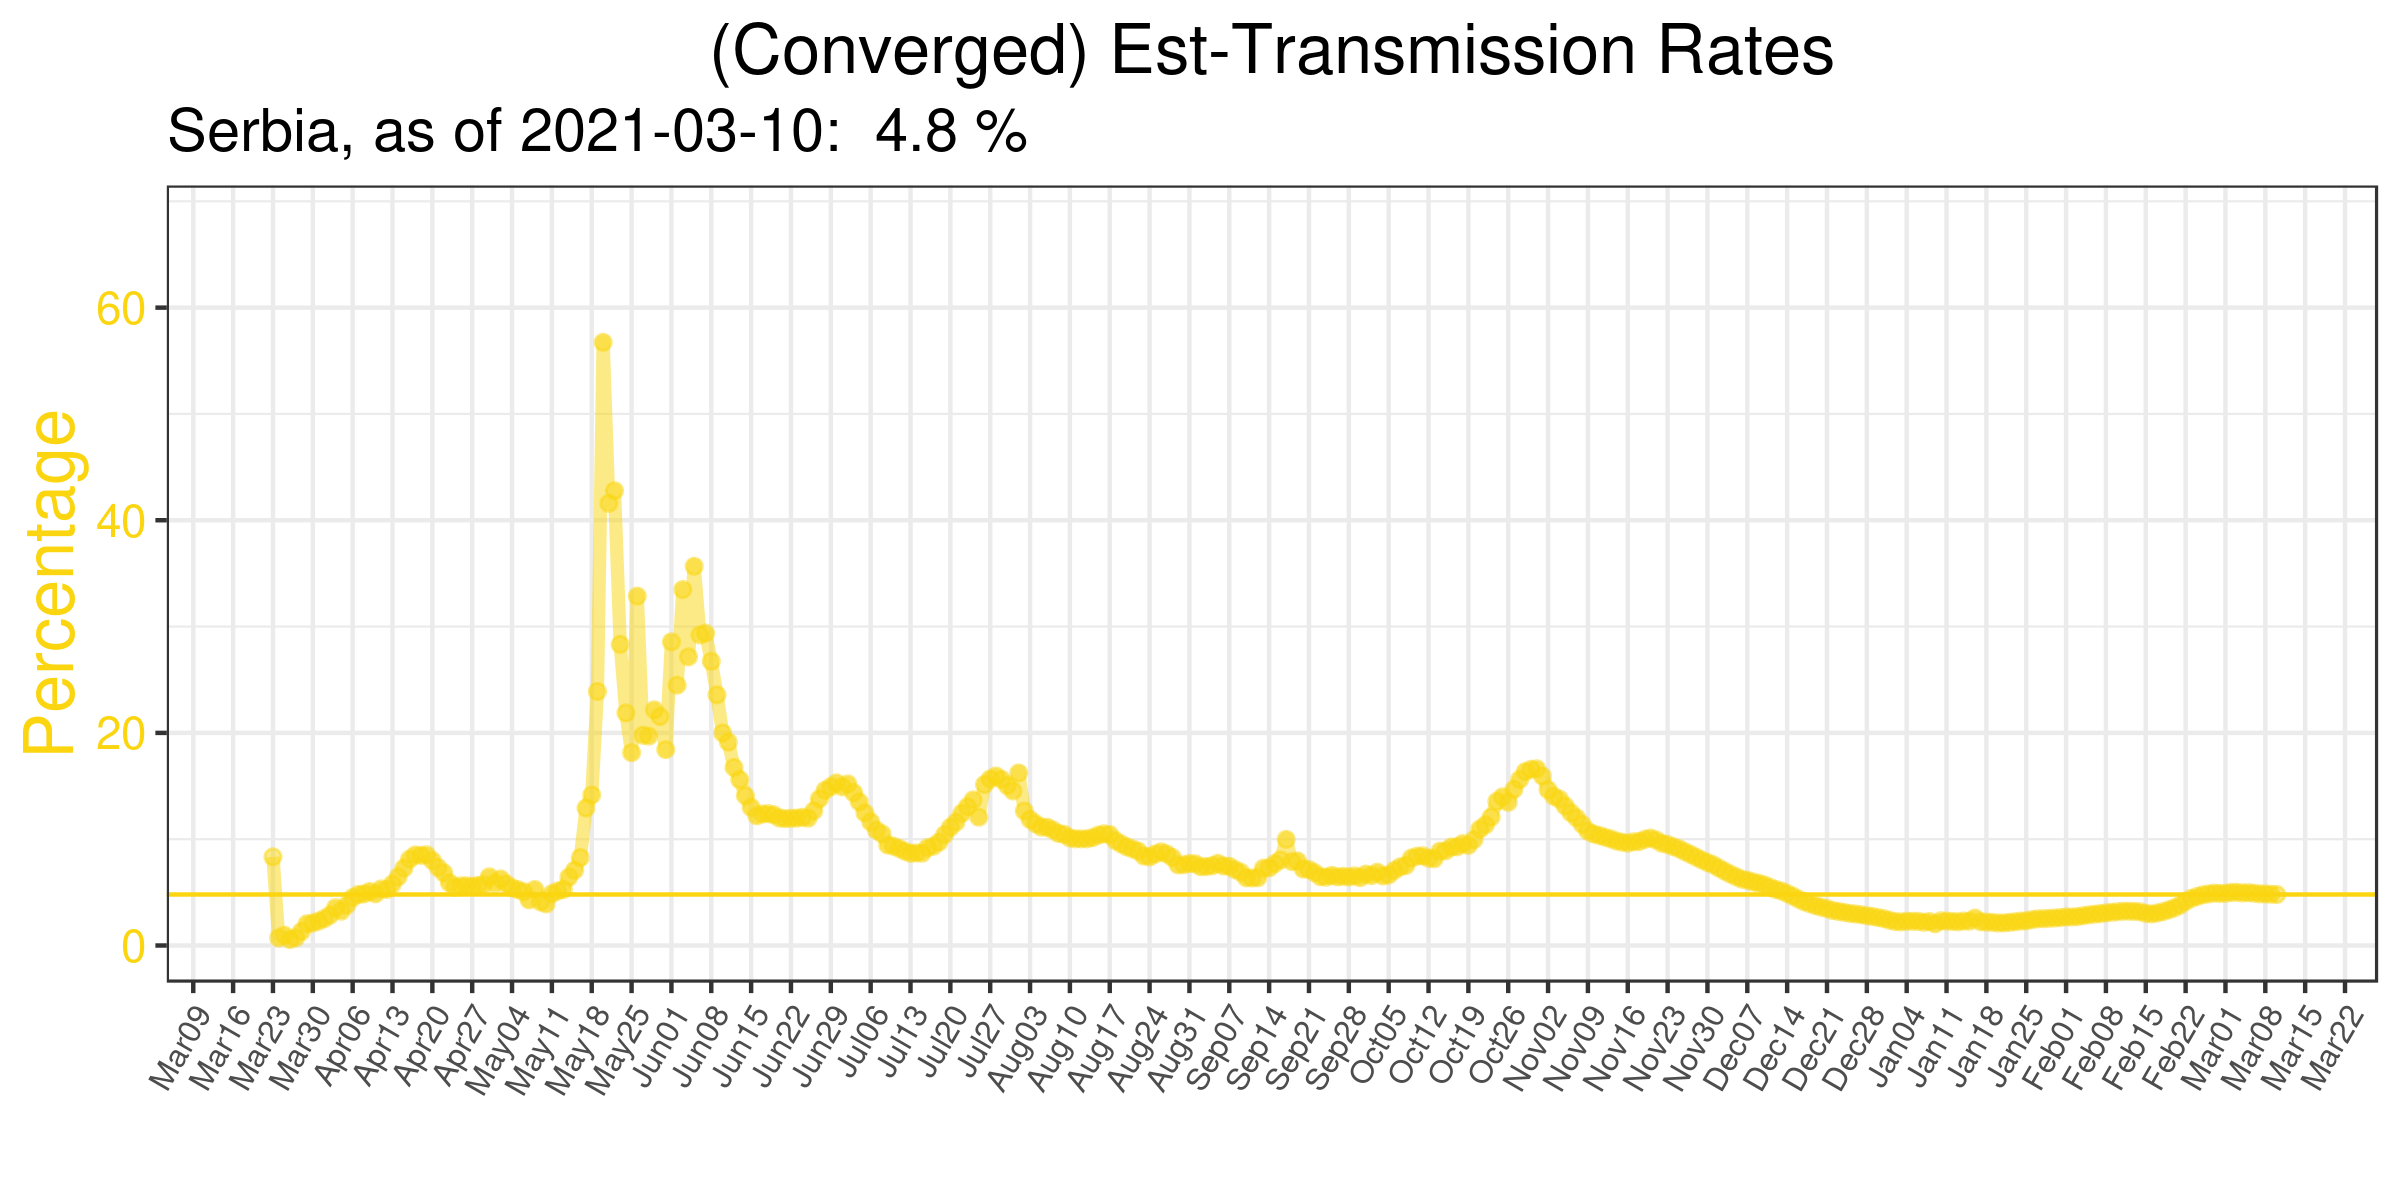 (Converged) Est-Transmission Rates
Serbia, as of 2021-03-10:  4.8 %
Percentage
60
40
20
0
Mar09
Mar16
Mar23
Mar30
Apr06
Apr13
Apr20
Apr27
May04
May11
May18
May25
Jun01
Jun08
Jun15
Jun22
Jun29
Jul06
Jul13
Jul20
Jul27
Aug03
Aug10
Aug17
Aug24
Aug31
Sep07
Sep14
Sep21
Sep28
Oct05
Oct12
Oct19
Oct26
Nov02
Nov09
Nov16
Nov23
Nov30
Dec07
Dec14
Dec21
Dec28
Jan04
Jan11
Jan18
Jan25
Feb01
Feb08
Feb15
Feb22
Mar01
Mar08
Mar15
Mar22